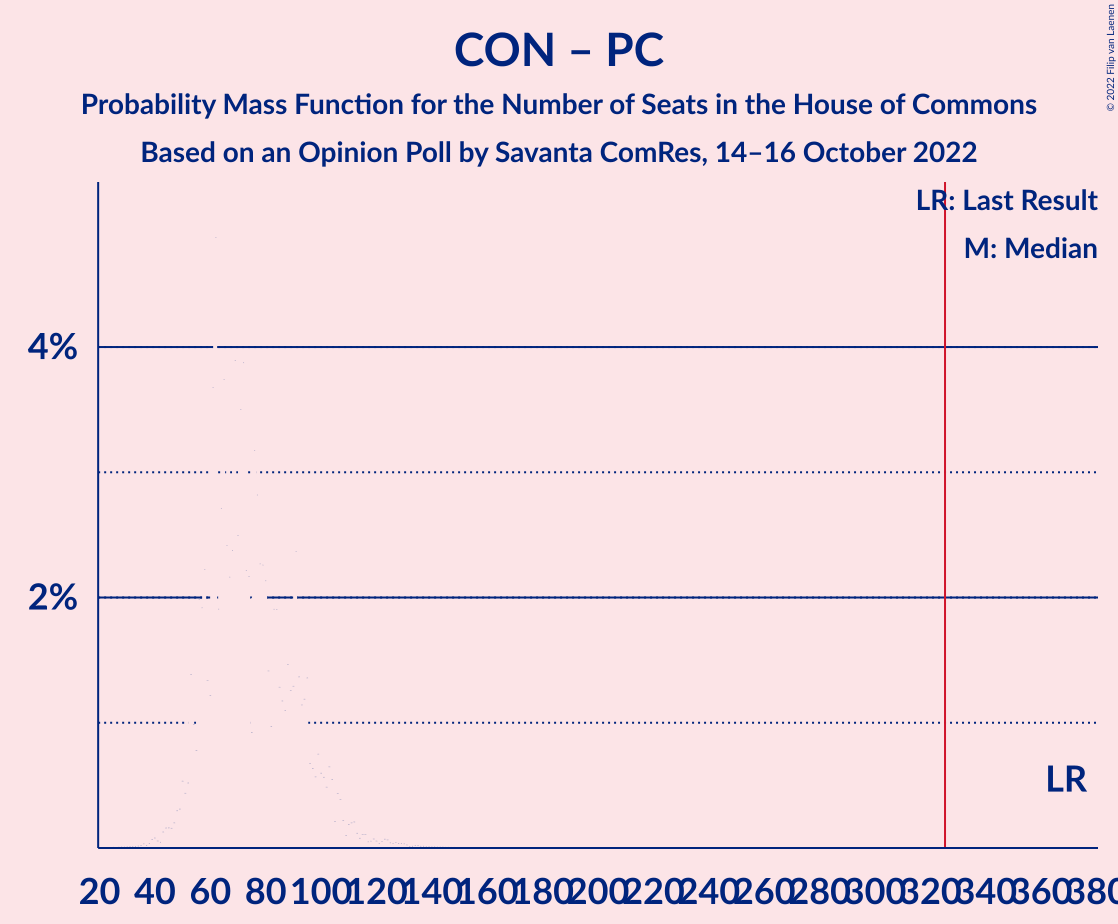 CON – PC
Probability Mass Function for the Number of Seats in the House of Commons
Based on an Opinion Poll by Savanta ComRes, 14–16 October 2022
LR: Last Result
M: Median
4%
2%
LR
20 40 60 80 100 120 140 160 180 200 220 240 260 280 300 320 340 360 380
© 2022 Filip van Laenen